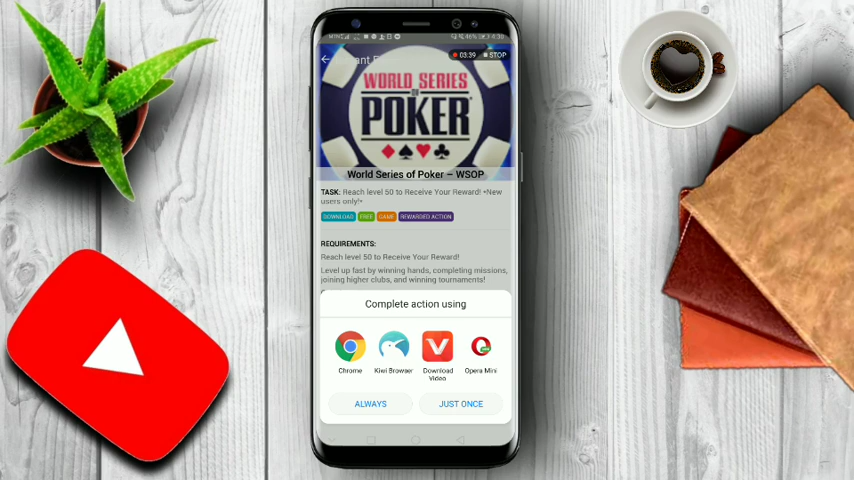 46% 4:30
03:39 STOP
WORLD SERIES
OF
POKER
World Series of Poker – WSOP
TASK: Reach level 50 to Receive Your Reward! *New
users only!*
DOWNLOAD FREE GAME REWARDED ACTION
REQUIREMENTS:
Reach level 50 to Receive Your Reward!
Level up fast by winning hands, completing missions,
joining higher clubs, and winning tournaments!
Complete action using
Chrome Kiwi Browser Download Opera Mini
Video
ALWAYS JUST ONCE